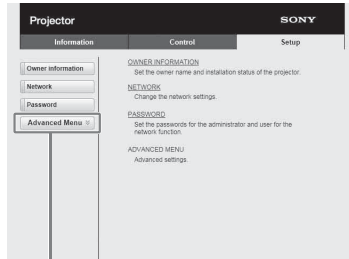 Projector
SONY
Information
Control
Setup
Owner information
Network
Password
Advanced Menu
OWNER INFORMATION
Set the owner name and installation status of the projector.
NETWORK
Change the network settings.
PASSWORD
Set the passwords for the administrator and user for the
network function.
ADVANCED MENU
Advanced settings.